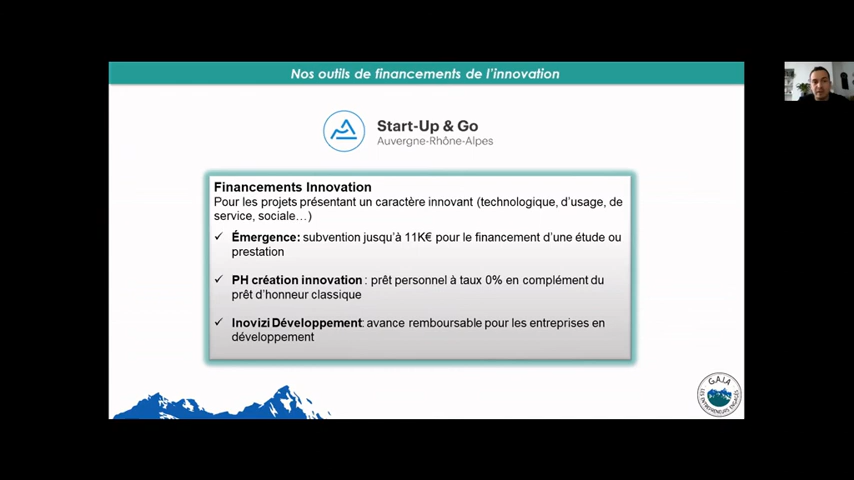 Nos outils de financements de l'innovation
Start-Up & Go
Auvergne-Rhône-Alpes
Financements Innovation
Pour les projets présentant un caractère innovant (technologique, d'usage, de
service, sociale…)
✓ Émergence: subvention jusqu'à 11K€ pour le financement d'une étude ou
prestation
✓ PH création innovation : prêt personnel à taux 0% en complément du
prêt d'honneur classique
✓ Inovizi Développement: avance remboursable pour les entreprises en
développement
G.A.I.A
LES ENTREPRENEURS ENGAGÉS